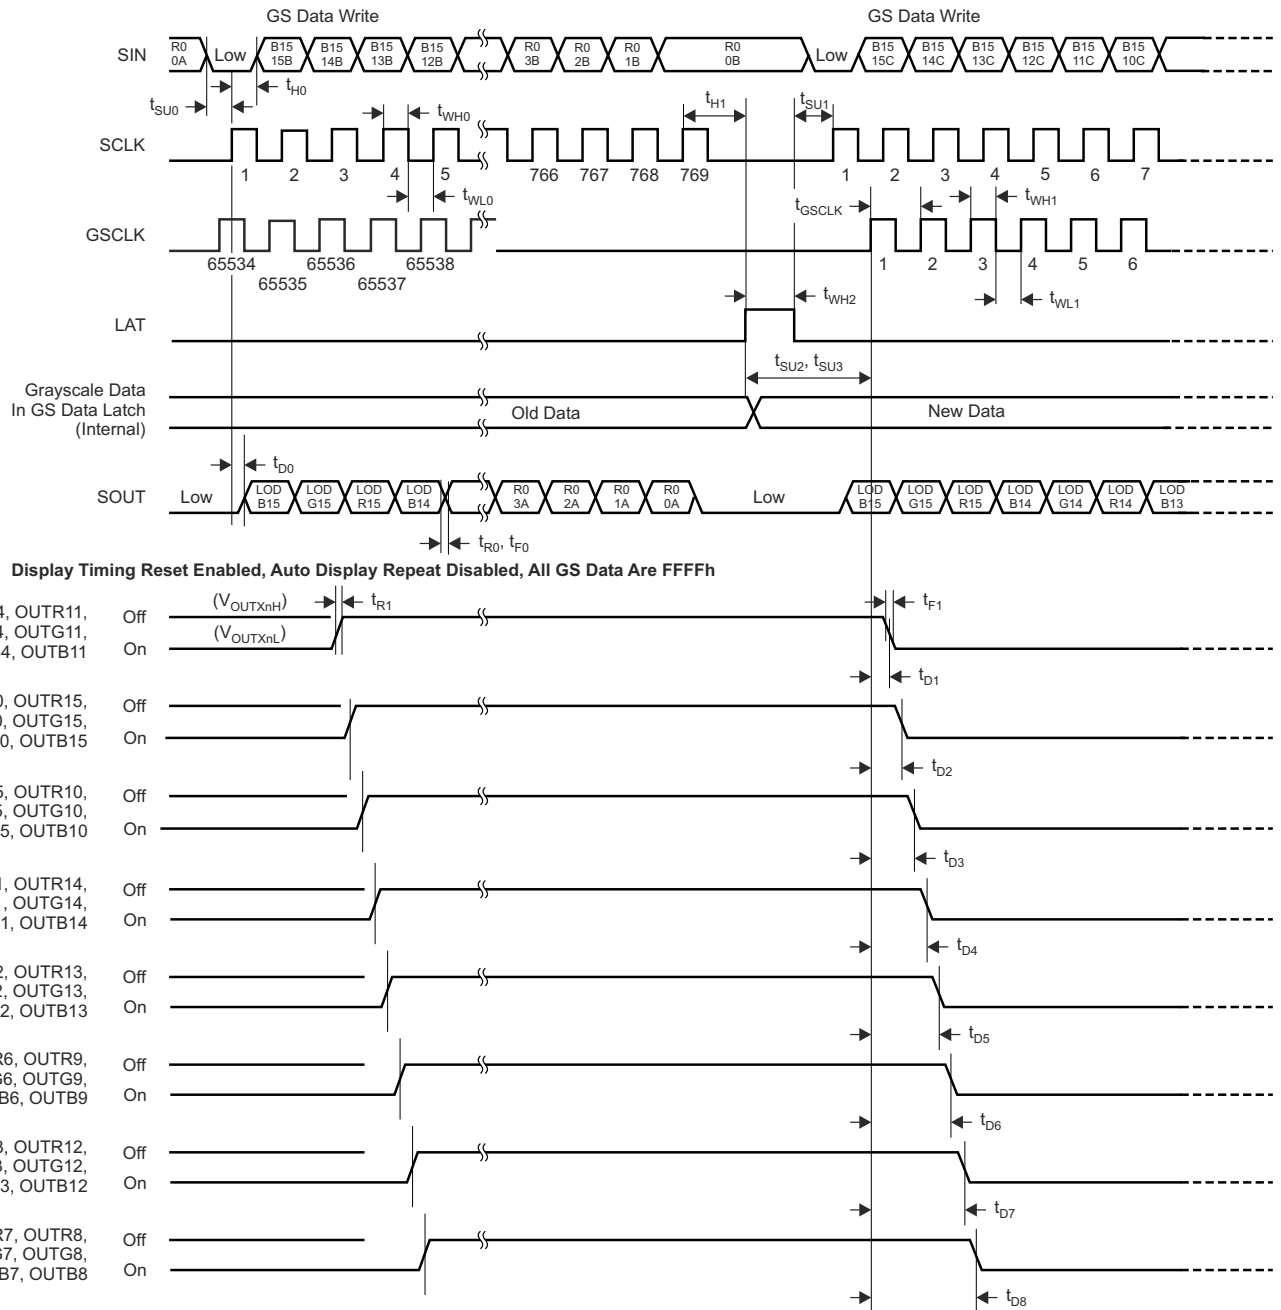 GS Data Write GS Data Write
SIN R0 0A Low B15 15B B15 14B B15 13B B15 12B R0 3B R0 2B R0 1B R0 0B Low B15 15C B15 14C B15 13C B15 12C B15 11C B15 10C
tSU0 tH0 tWH0 tH1 tSU1
SCLK
1 2 3 4 5 766 767 768 769 1 2 3 4 5 6 7
tWL0 tGSCLK tWH1
GSCLK
65534 65535 65536 65537 65538 1 2 3 4 5 6
tWH2 tWL1
LAT
tSU2, tSU3
Grayscale Data
In GS Data Latch
(Internal)
Old Data New Data
tD0
SOUT Low LOD B15 LOD G15 LOD R15 LOD B14 R0 3A R0 2A R0 1A R0 0A Low LOD B15 LOD G15 LOD R15 LOD B14 LOD G14 LOD R14 LOD B13
tR0, tF0
Display Timing Reset Enabled, Auto Display Repeat Disabled, All GS Data Are FFFFh
4, OUTR11, Off (VOUTXnH) tR1 tF1
4, OUTG11,
4, OUTB11 On (VOUTXnL)
tD1
0, OUTR15, Off
0, OUTG15,
0, OUTB15 On
tD2
5, OUTR10, Off
5, OUTG10,
5, OUTB10 On
tD3
1, OUTR14, Off
1, OUTG14,
1, OUTB14 On
tD4
2, OUTR13, Off
2, OUTG13,
2, OUTB13 On
tD5
R6, OUTR9, Off
G6, OUTG9,
B6, OUTB9 On
tD6
3, OUTR12, Off
3, OUTG12,
3, OUTB12 On
tD7
R7, OUTR8, Off
G7, OUTG8,
B7, OUTB8 On
tD8